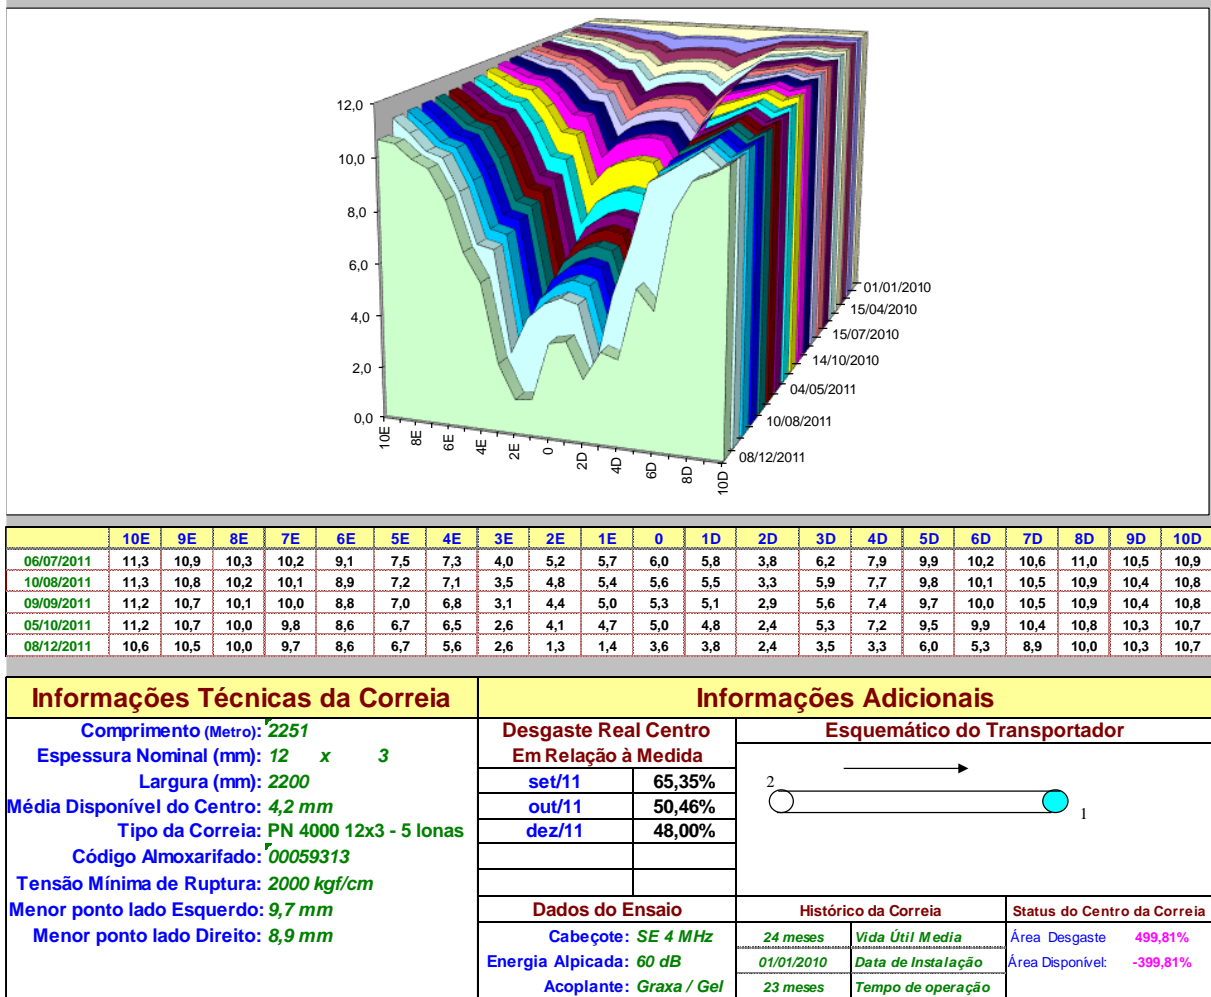 12,0
10,0
8,0
6,0
4,0
2,0
0,0
10E
8E
6E
4E
2E
0
2D
4D
6D
8D
10D
01/01/2010
15/04/2010
15/07/2010
14/10/2010
04/05/2011
10/08/2011
08/12/2011
10E 9E 8E 7E 6E 5E 4E 3E 2E 1E 0 1D 2D 3D 4D 5D 6D 7D 8D 9D 10D
06/07/2011 11,3 10,9 10,3 10,2 9,1 7,5 7,3 4,0 5,2 5,7 6,0 5,8 3,8 6,2 7,9 9,9 10,2 10,6 11,0 10,5 10,9
10/08/2011 11,3 10,8 10,2 10,1 8,9 7,2 7,1 3,5 4,8 5,4 5,6 5,5 3,3 5,9 7,7 9,8 10,1 10,5 10,9 10,4 10,8
09/09/2011 11,2 10,7 10,1 10,0 8,8 7,0 6,8 3,1 4,4 5,0 5,3 5,1 2,9 5,6 7,4 9,7 10,0 10,5 10,9 10,4 10,8
05/10/2011 11,2 10,7 10,0 9,8 8,6 6,7 6,5 2,6 4,1 4,7 5,0 4,8 2,4 5,3 7,2 9,5 9,9 10,4 10,8 10,3 10,7
08/12/2011 10,6 10,5 10,0 9,7 8,6 6,7 5,6 2,6 1,3 1,4 3,6 3,8 2,4 3,5 3,3 6,0 5,3 8,9 10,0 10,3 10,7
Informações Técnicas da Correia
Comprimento (Metro): 2251
Espessura Nominal (mm): 12 x 3
Largura (mm): 2200
Média Disponível do Centro: 4,2 mm
Tipo da Correia: PN 4000 12x3 - 5 lonas
Código Almoxarifado: 00059313
Tensão Mínima de Ruptura: 2000 kgf/cm
Menor ponto lado Esquerdo: 9,7 mm
Menor ponto lado Direito: 8,9 mm
Informações Adicionais
Desgaste Real Centro
Em Relação à Medida
set/11 65,35%
out/11 50,46%
dez/11 48,00%
Esquemático do Transportador
2
1
Dados do Ensaio
Cabeçote: SE 4 MHz
Energia Alpicada: 60 dB
Acoplante: Graxa / Gel
Histórico da Correia
24 meses Vida Útil Media
01/01/2010 Data de Instalação
23 meses Tempo de operação
Status do Centro da Correia
Área Desgaste 499,81%
Área Disponível: -399,81%